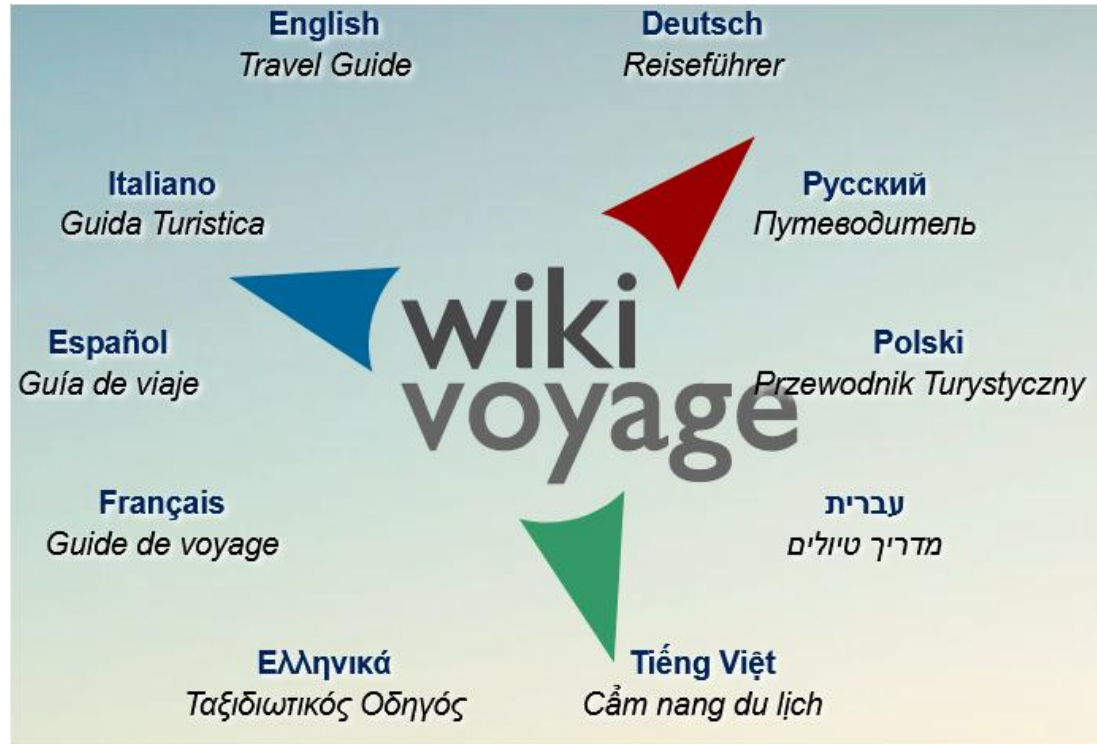 English
Travel Guide
Deutsch
Reiseführer
Italiano
Guida Turistica
Русский
Путеводитель
wiki
voyage
Español
Guía de viaje
Polski
Przewodnik Turystyczny
Français
Guide de voyage
עברית
מדריך טיולים
Ελληνικά
Ταξιδιωτικός Οδηγός
Tiếng Việt
Cẩm nang du lịch